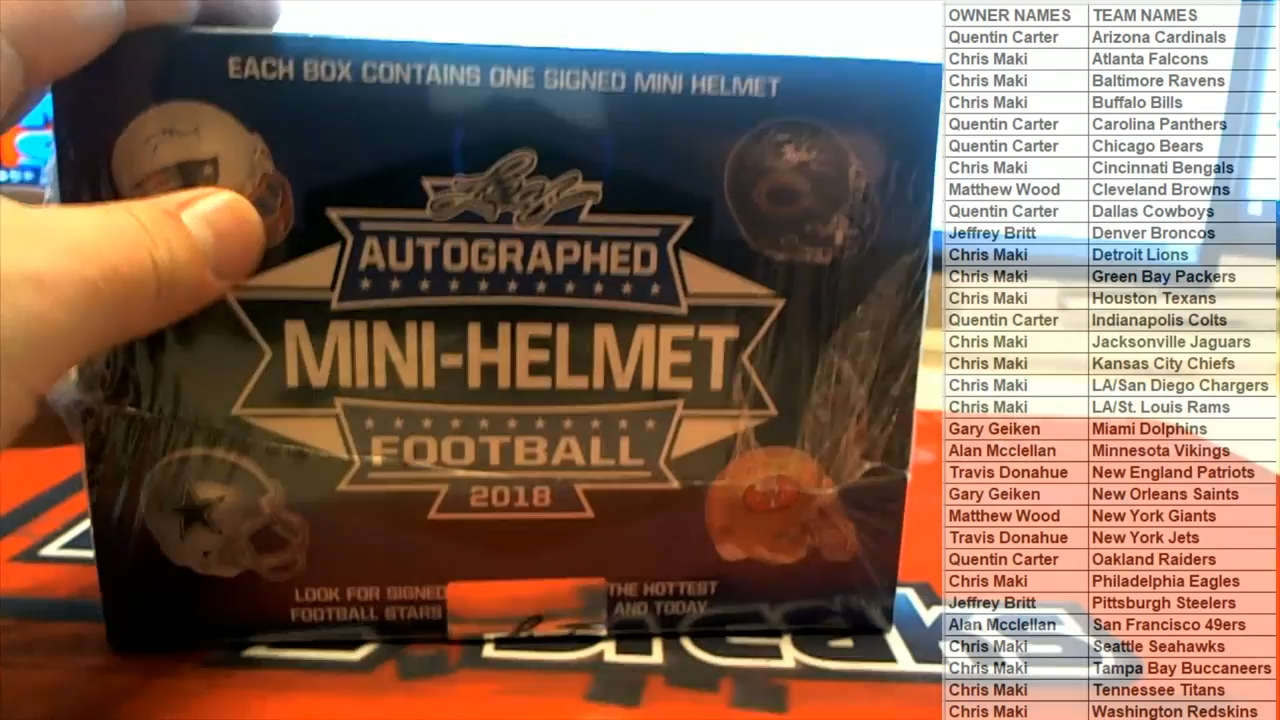 EACH BOX CONTAINS ONE SIGNED MINI HELMET
Leaf
AUTOGRAPHED
MINI-HELMET
FOOTBALL
2018
LOOK FOR SIGNED
THE HOTTEST
FOOTBALL STARS
AND TODAY
OWNER NAMES TEAM NAMES
Quentin Carter Arizona Cardinals
Chris Maki Atlanta Falcons
Chris Maki Baltimore Ravens
Chris Maki Buffalo Bills
Quentin Carter Carolina Panthers
Quentin Carter Chicago Bears
Chris Maki Cincinnati Bengals
Matthew Wood Cleveland Browns
Quentin Carter Dallas Cowboys
Jeffrey Britt Denver Broncos
Chris Maki Detroit Lions
Chris Maki Green Bay Packers
Chris Maki Houston Texans
Quentin Carter Indianapolis Colts
Chris Maki Jacksonville Jaguars
Chris Maki Kansas City Chiefs
Chris Maki LA/San Diego Chargers
Chris Maki LA/St. Louis Rams
Gary Geiken Miami Dolphins
Alan Mcclellan Minnesota Vikings
Travis Donahue New England Patriots
Gary Geiken New Orleans Saints
Matthew Wood New York Giants
Travis Donahue New York Jets
Quentin Carter Oakland Raiders
Chris Maki Philadelphia Eagles
Jeffrey Britt Pittsburgh Steelers
Alan Mcclellan San Francisco 49ers
Chris Maki Seattle Seahawks
Chris Maki Tampa Bay Buccaneers
Chris Maki Tennessee Titans
Chris Maki Washington Redskins